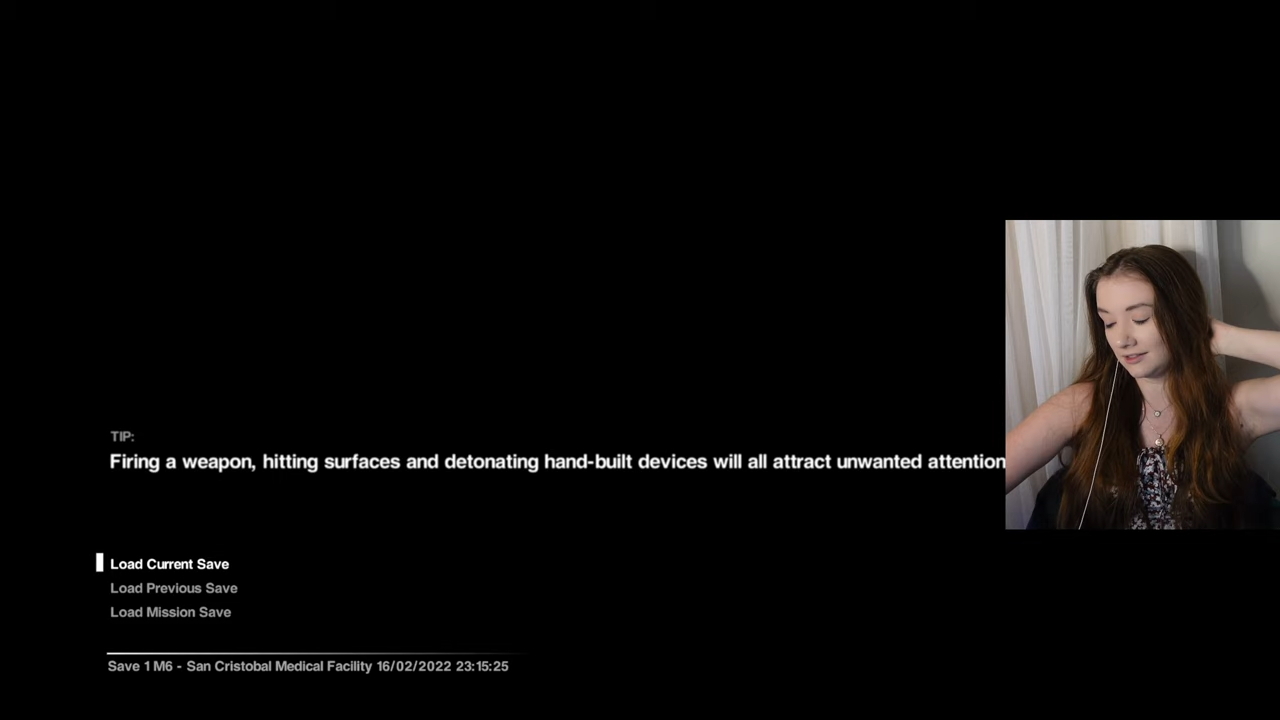 TIP:
Firing a weapon, hitting surfaces and detonating hand-built devices will all attract unwanted attention
Load Current Save
Load Previous Save
Load Mission Save
Save 1 M6 - San Cristobal Medical Facility 16/02/2022 23:15:25